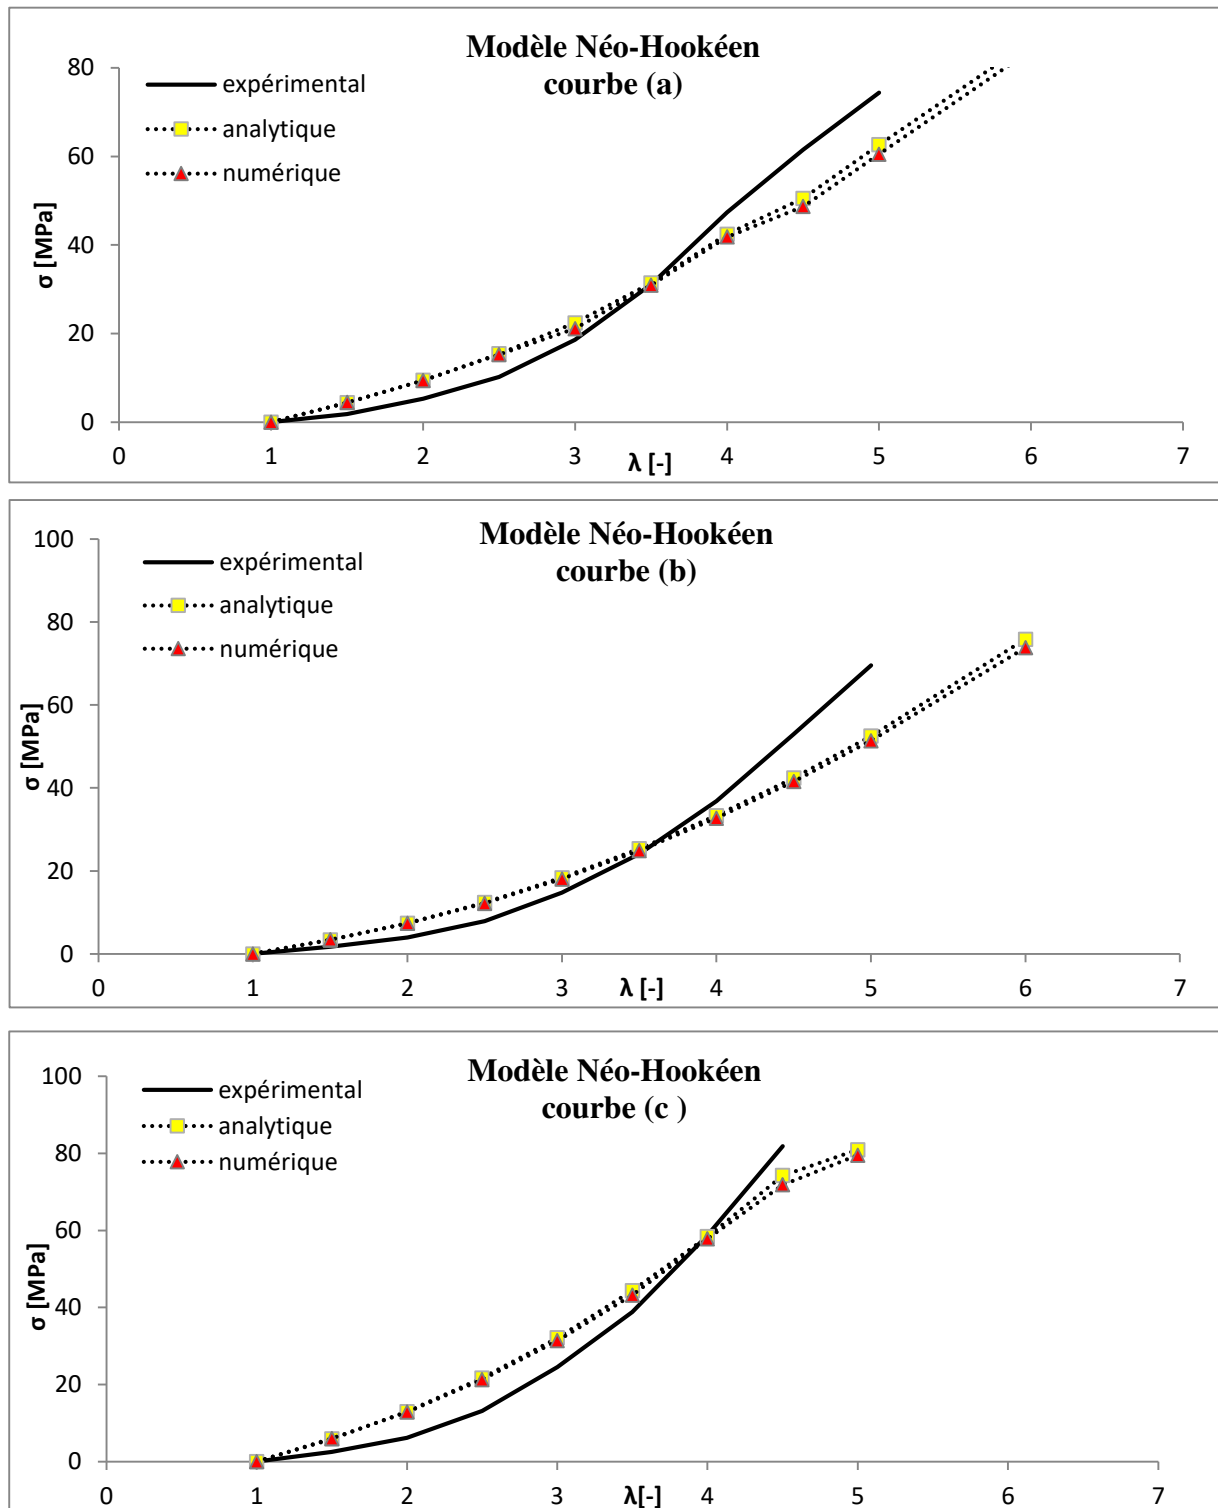 Modèle Néo-Hookéen
courbe (a)
expérimental
analytique
numérique
80
60
40
20
0
σ [MPa]
0 1 2 3 4 5 6 7
λ [-]
Modèle Néo-Hookéen
courbe (b)
expérimental
analytique
numérique
100
80
60
40
20
0
σ [MPa]
0 1 2 3 4 5 6 7
λ [-]
Modèle Néo-Hookéen
courbe (c )
expérimental
analytique
numérique
100
80
60
40
20
0
σ [MPa]
0 1 2 3 4 5 6 7
λ[-]